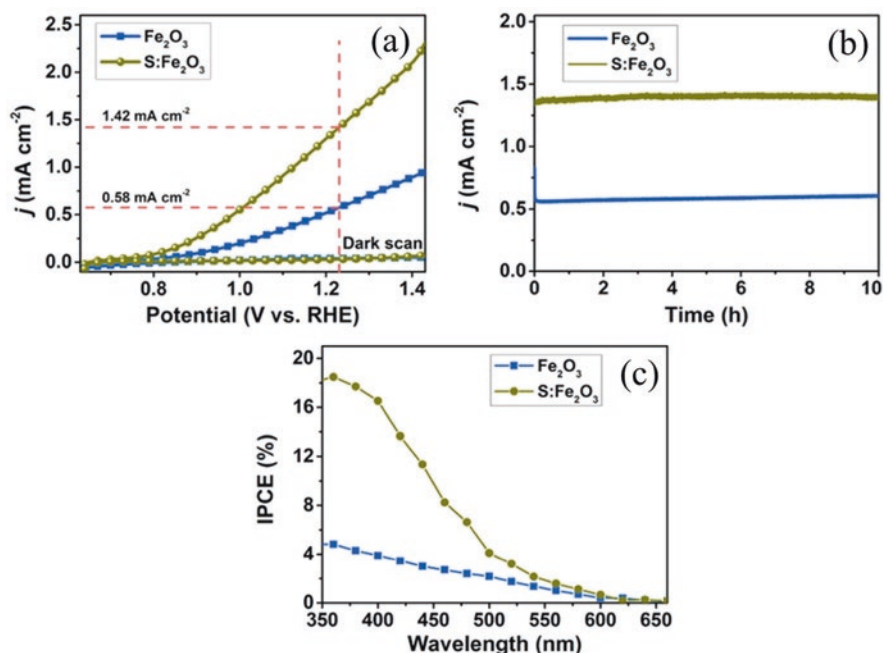 (a)
Fe₂O₃
S:Fe₂O₃
1.42 mA cm⁻²
0.58 mA cm⁻²
Dark scan
j (mA cm⁻²)
2.5
2.0
1.5
1.0
0.5
0.0
0.8 1.0 1.2 1.4
Potential (V vs. RHE)
(b)
Fe₂O₃
S:Fe₂O₃
j (mA cm⁻²)
2.0
1.5
1.0
0.5
0.0
0 2 4 6 8 10
Time (h)
(c)
Fe₂O₃
S:Fe₂O₃
IPCE (%)
20
16
12
8
4
0
350 400 450 500 550 600 650
Wavelength (nm)